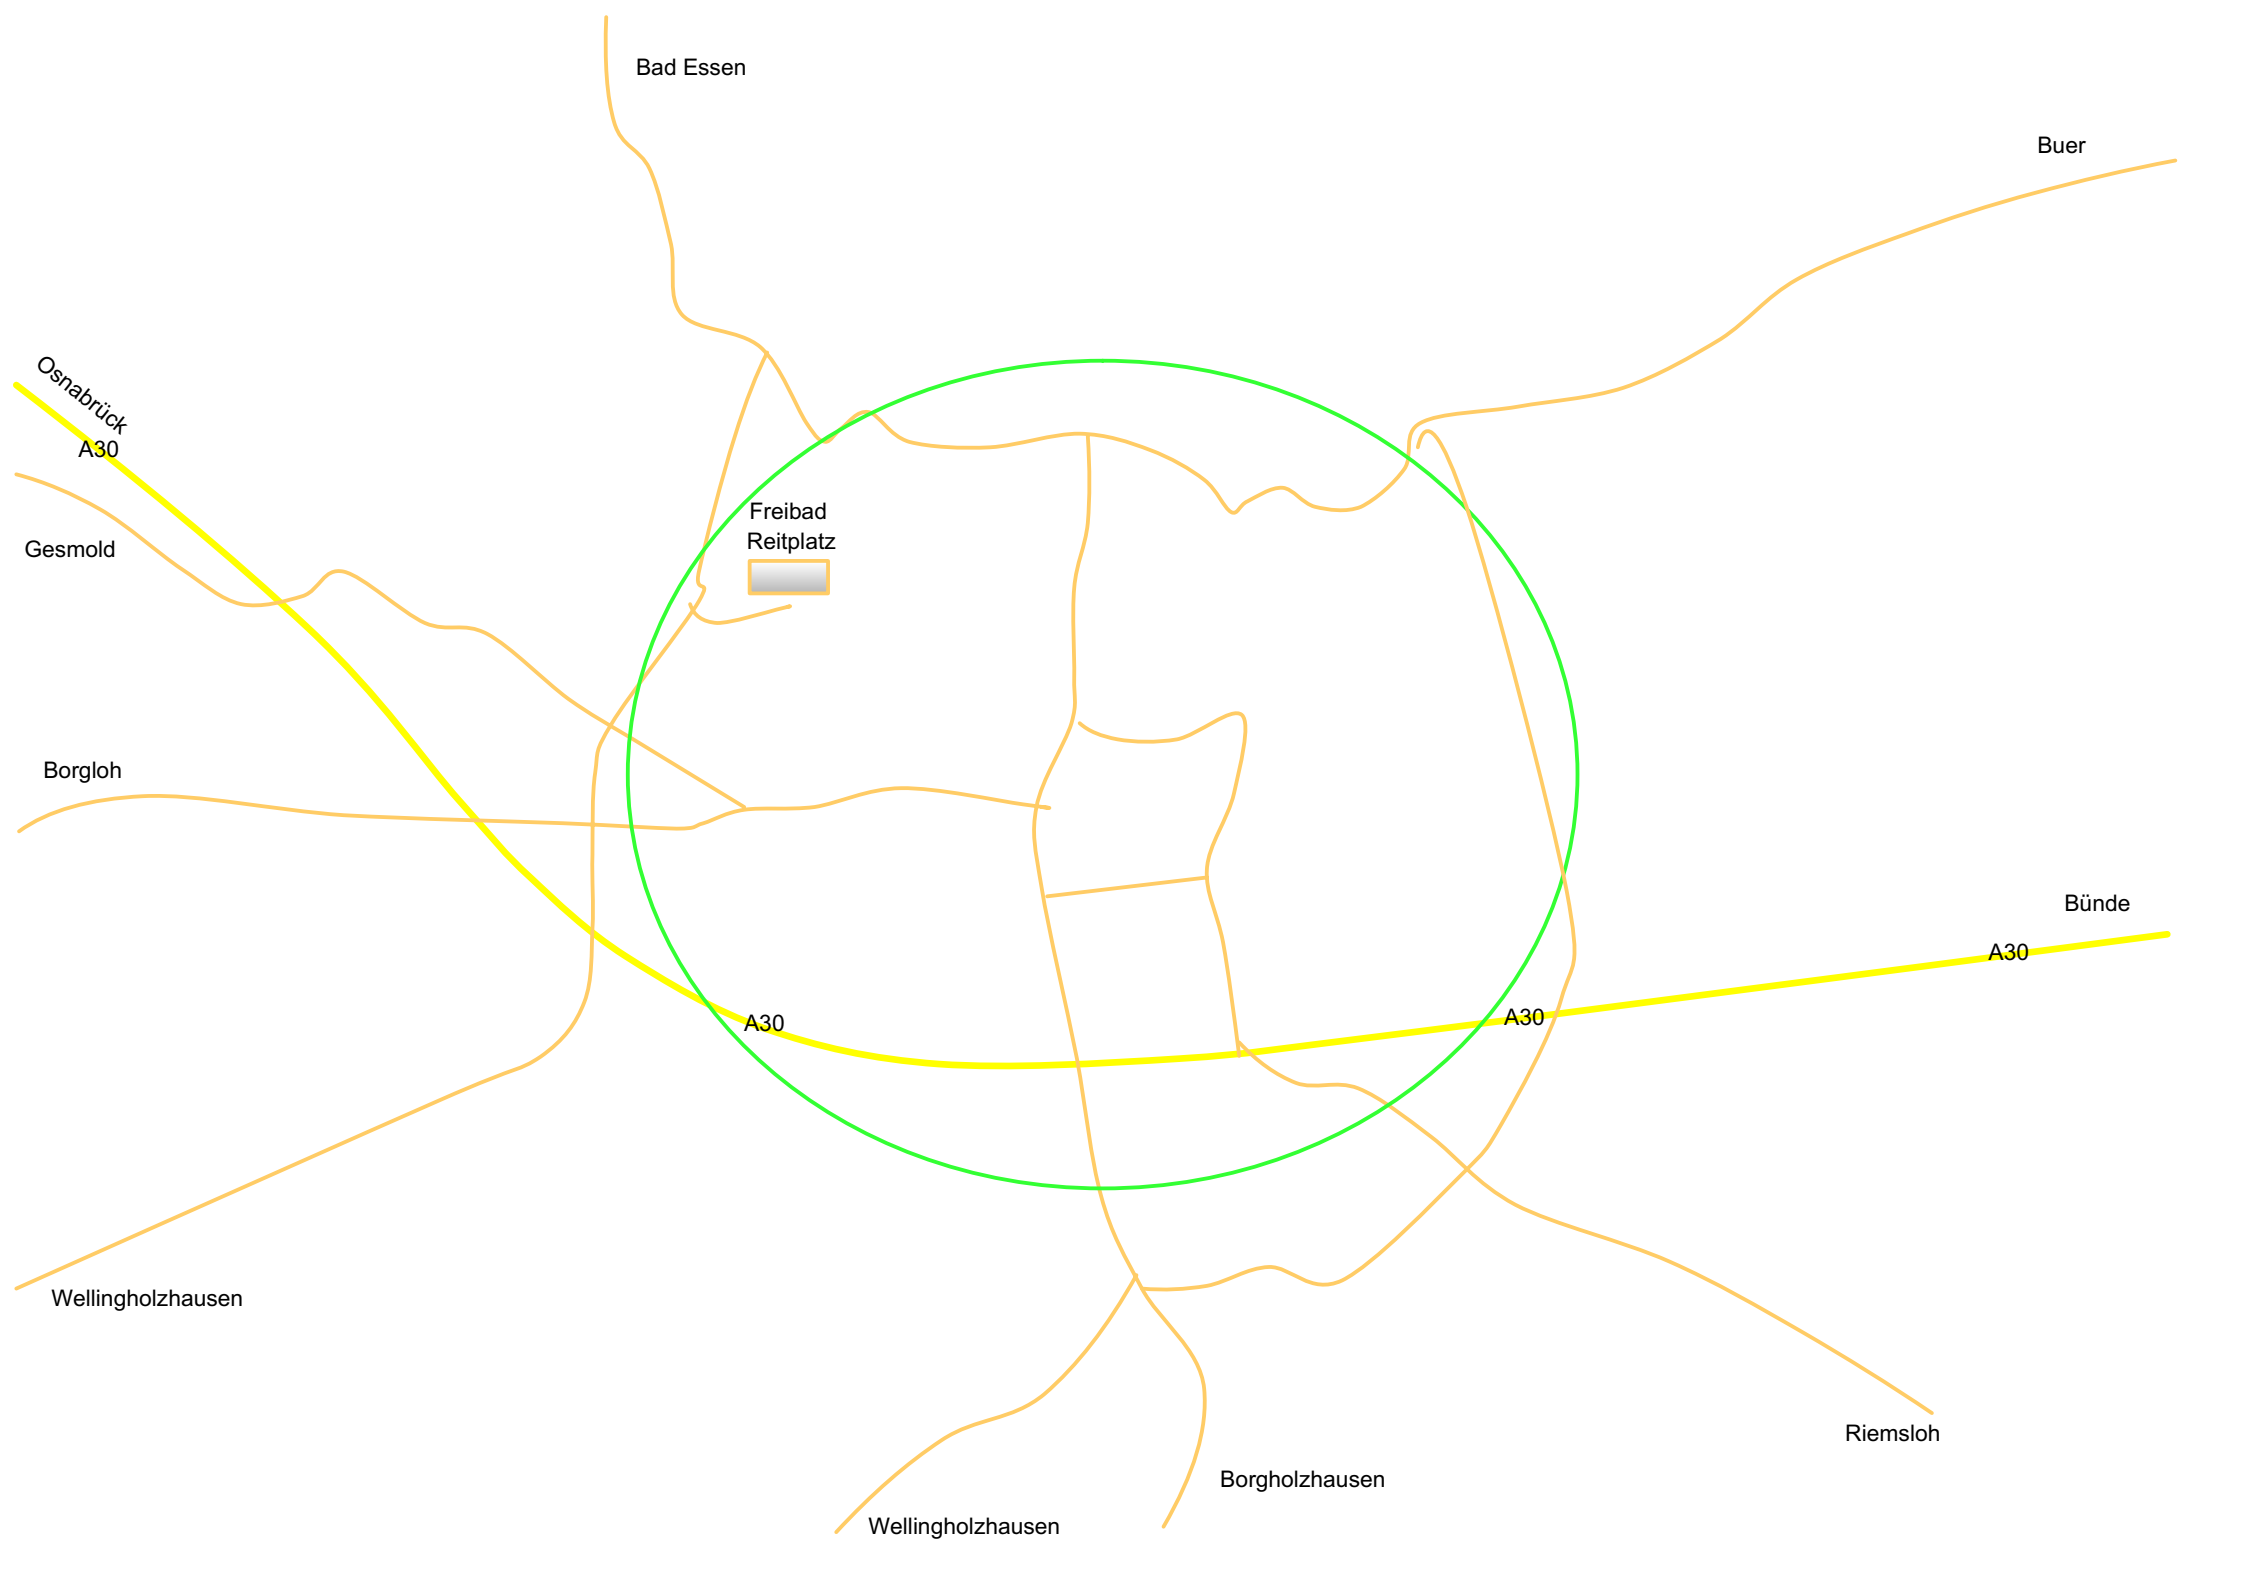 Bad Essen
Buer
Osnabrück
A30
Freibad
Reitplatz
Gesmold
Borgloh
Bünde
A30
A30
A30
Wellingholzhausen
Riemsloh
Borgholzhausen
Wellingholzhausen